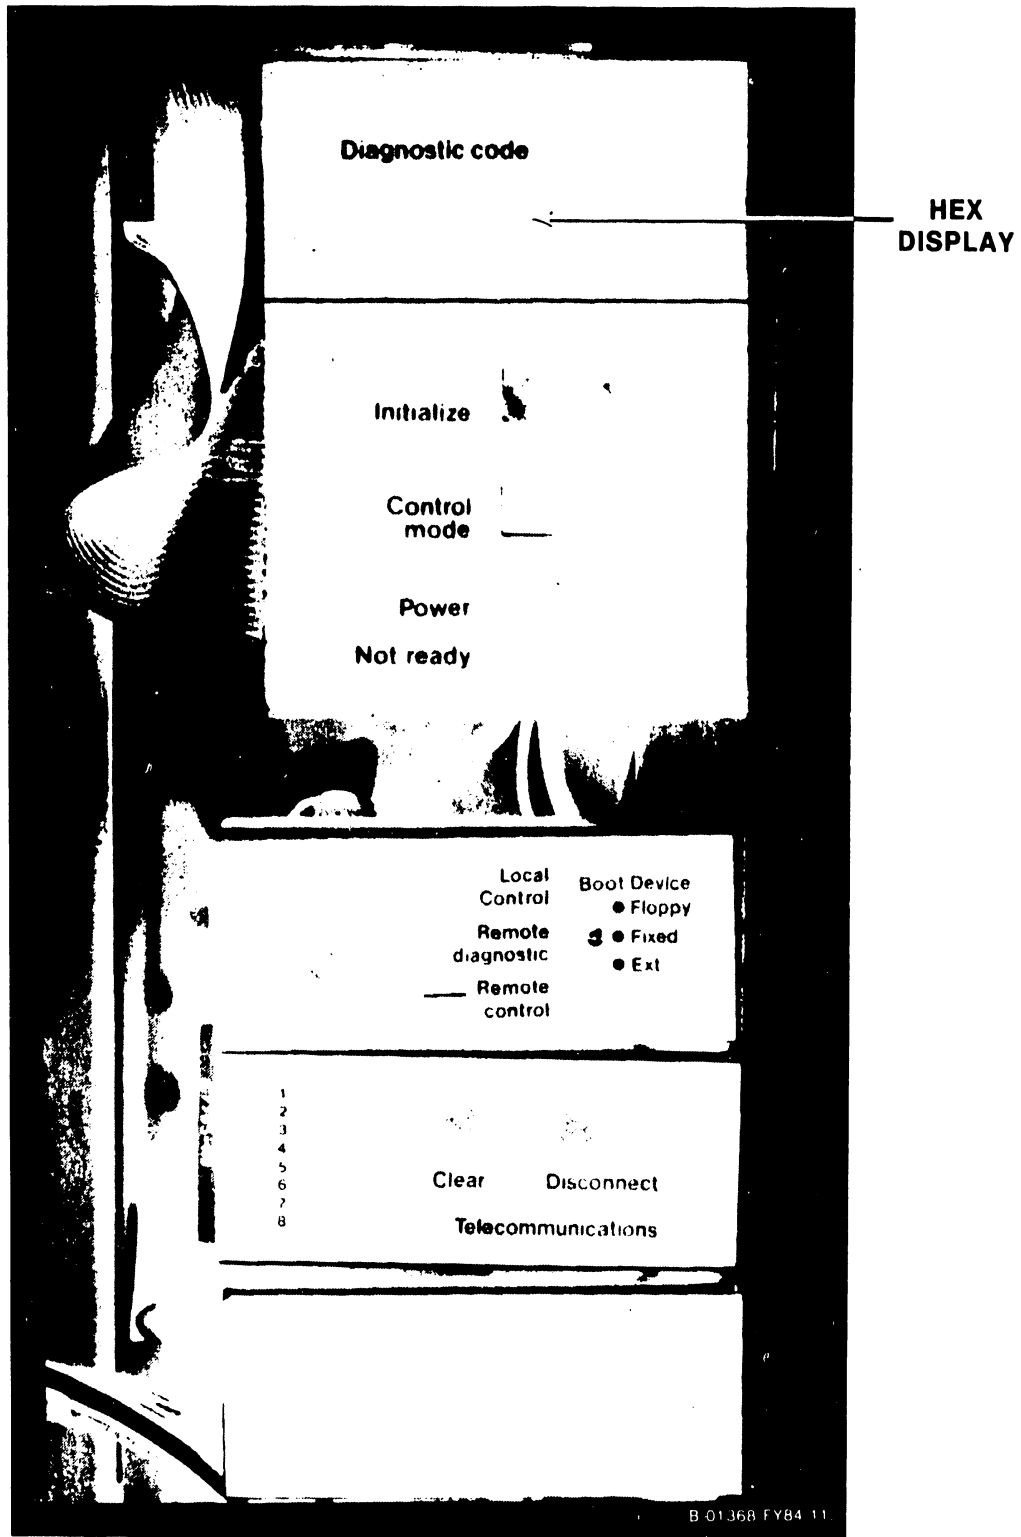 Diagnostic code
HEX
DISPLAY
Initialize
Control
mode
Power
Not ready
Local
Control
Remote
diagnostic
Remote
control
Boot Device
Floppy
Fixed
Ext
1
2
3
4
5
6
7
8
Clear
Disconnect
Telecommunications
B-01368-FY84-11